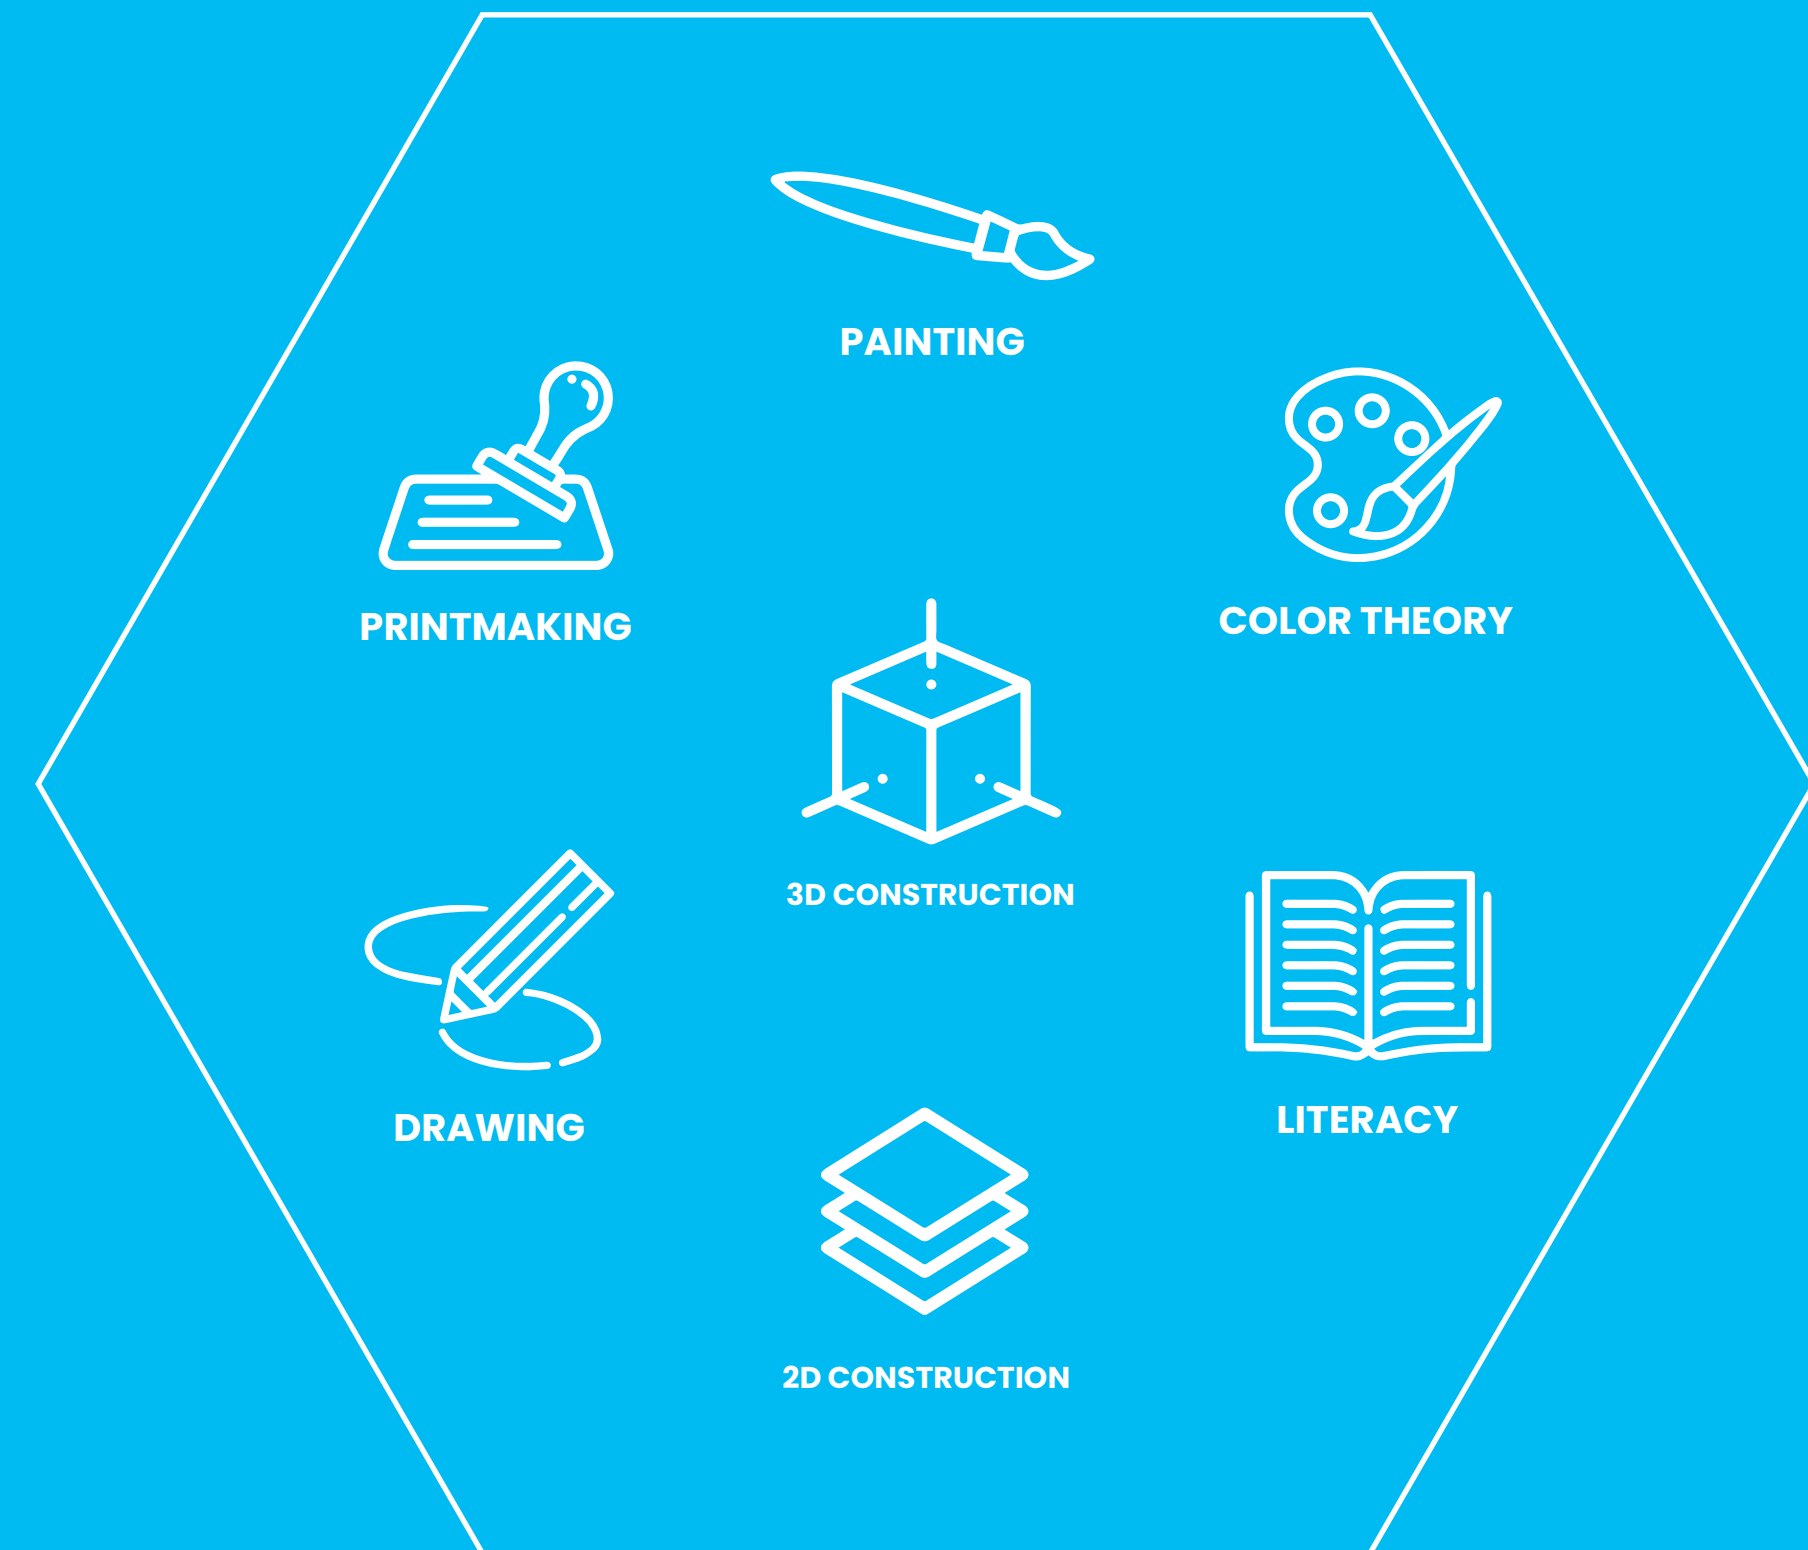 PAINTING
PRINTMAKING
COLOR THEORY
3D CONSTRUCTION
DRAWING
LITERACY
2D CONSTRUCTION